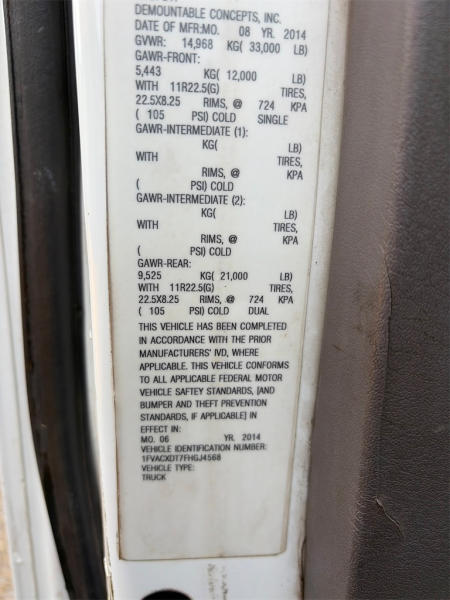 DEMOUNTABLE CONCEPTS, INC.
DATE OF MFR:MO. 08 YR. 2014
GVWR: 14,968 KG( 33,000 LB)
GAWR-FRONT:
5,443 KG( 12,000 LB)
WITH 11R22.5(G) TIRES,
22.5X8.25 RIMS, @ 724 KPA
( 105 PSI) COLD SINGLE
GAWR-INTERMEDIATE (1):
KG( LB)
WITH TIRES,
RIMS, @ KPA
( PSI) COLD
GAWR-INTERMEDIATE (2):
KG( LB)
WITH TIRES,
RIMS, @ KPA
( PSI) COLD
GAWR-REAR:
9,525 KG( 21,000 LB)
WITH 11R22.5(G) TIRES,
22.5X8.25 RIMS, @ 724 KPA
( 105 PSI) COLD DUAL
THIS VEHICLE HAS BEEN COMPLETED
IN ACCORDANCE WITH THE PRIOR
MANUFACTURERS' IVD, WHERE
APPLICABLE. THIS VEHICLE CONFORMS
TO ALL APPLICABLE FEDERAL MOTOR
VEHICLE SAFTEY STANDARDS, [AND
BUMPER AND THEFT PREVENTION
STANDARDS, IF APPLICABLE] IN
EFFECT IN:
MO. 06 YR. 2014
VEHICLE IDENTIFICATION NUMBER:
1FVACXDT7FHGJ4568
VEHICLE TYPE:
TRUCK